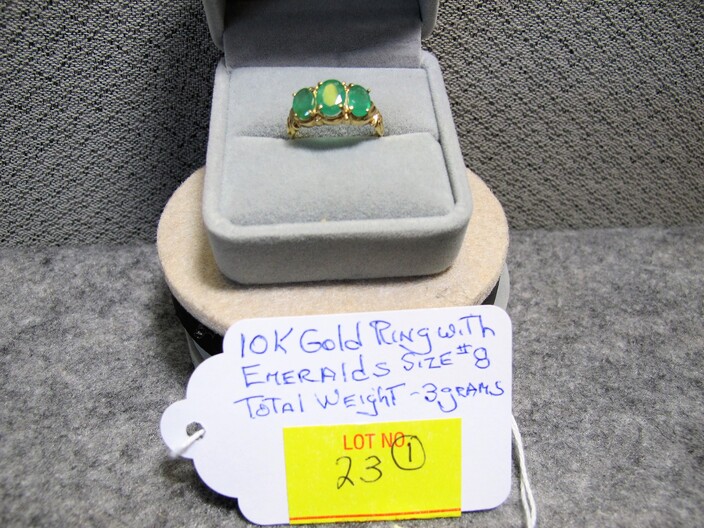 10K Gold Ring with
Emeralds Size #8
Total Weight - 3 grams
LOT NO.
23 1